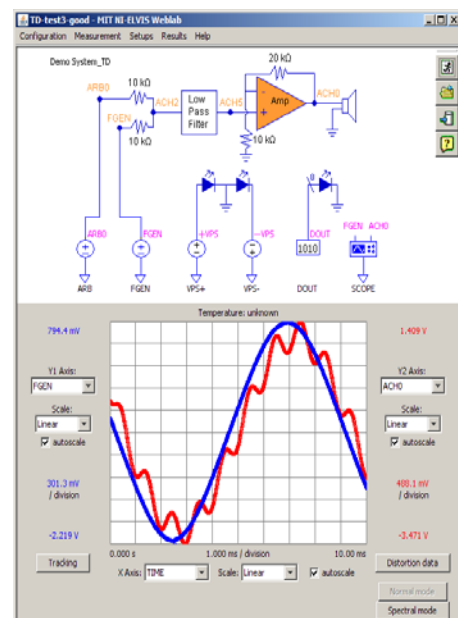 TD-test3-good - MIT NI-ELVIS Weblab
Configuration Measurement Setups Results Help
Demo System_TD
20 kΩ
ARB0
10 kΩ
ACH2
Low Pass Filter
ACH5
Amp
ACH0
FGEN
10 kΩ
10 kΩ
ARB0
FGEN
+VPS
-VPS
DOUT
FGEN ACH0
1010
ARB
FGEN
VPS+
VPS-
DOUT
SCOPE
Temperature: unknown
794.4 mV
1.409 V
Y1 Axis:
Y2 Axis:
FGEN
ACH0
Scale:
Scale:
Linear
Linear
autoscale
autoscale
301.3 mV
/ division
488.1 mV
/ division
-2.219 V
-3.471 V
0.000 s
1.000 ms / division
10.00 ms
Tracking
X Axis: TIME
Scale: Linear
autoscale
Distortion data
Normal mode
Spectral mode